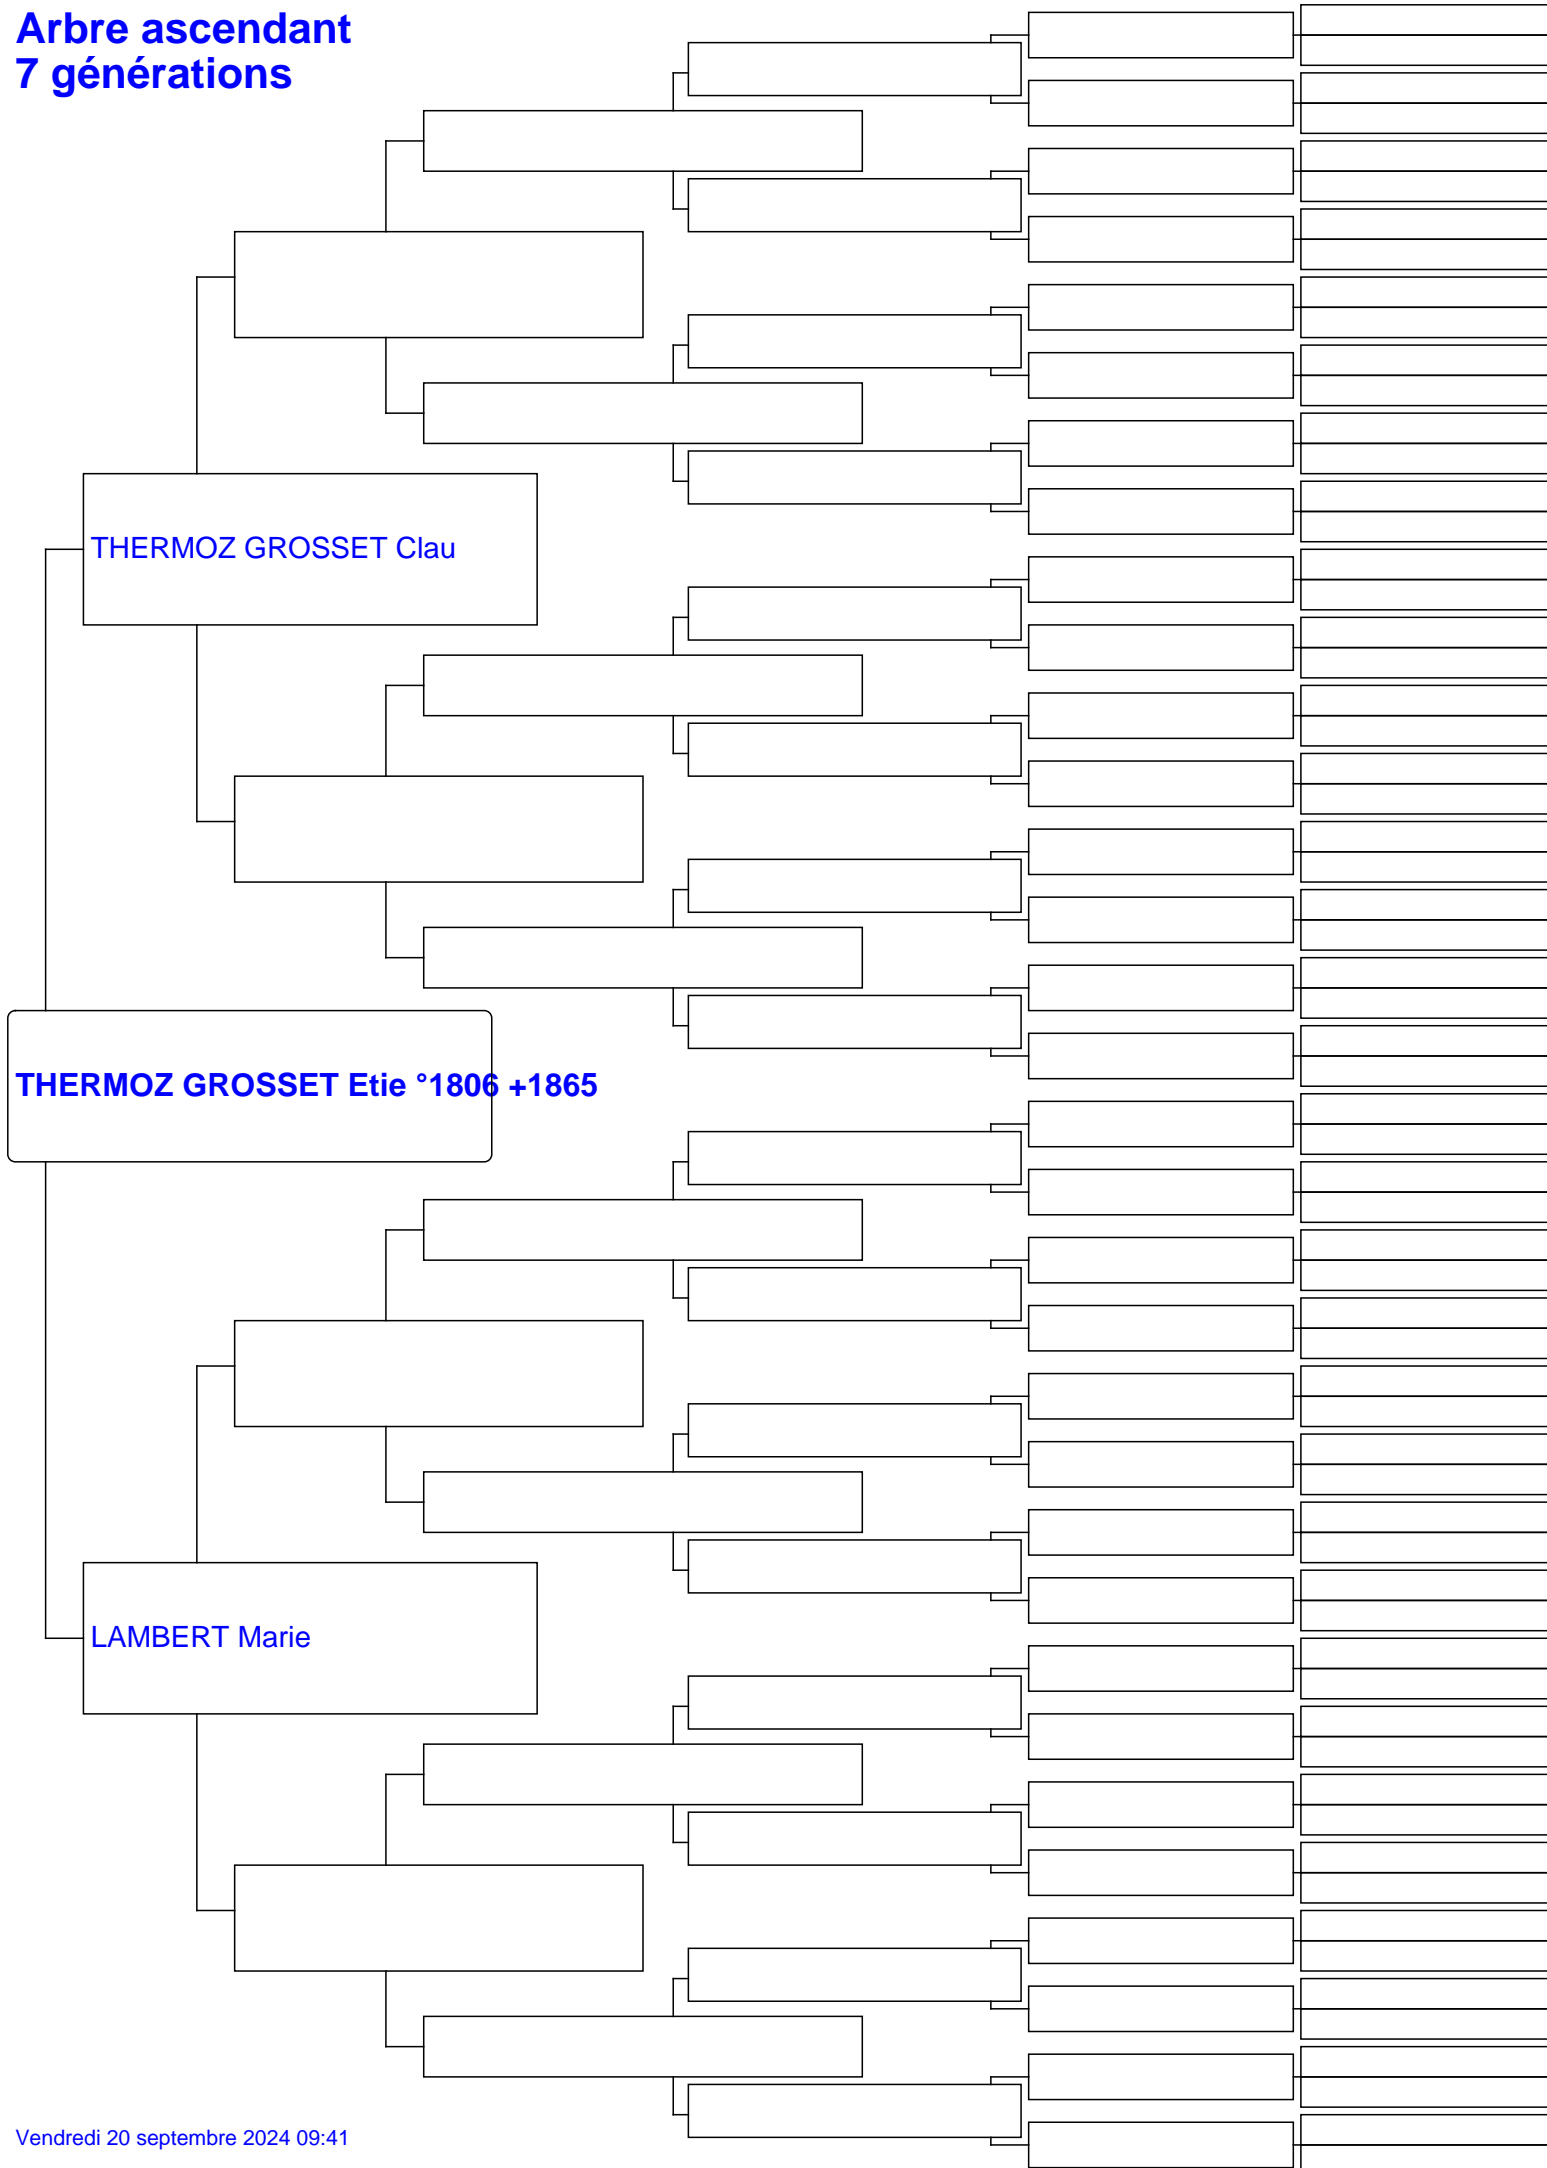 Arbre ascendant
7 générations
THERMOZ GROSSET Clau
THERMOZ GROSSET Etie °1806 +1865
LAMBERT Marie
Vendredi 20 septembre 2024 09:41